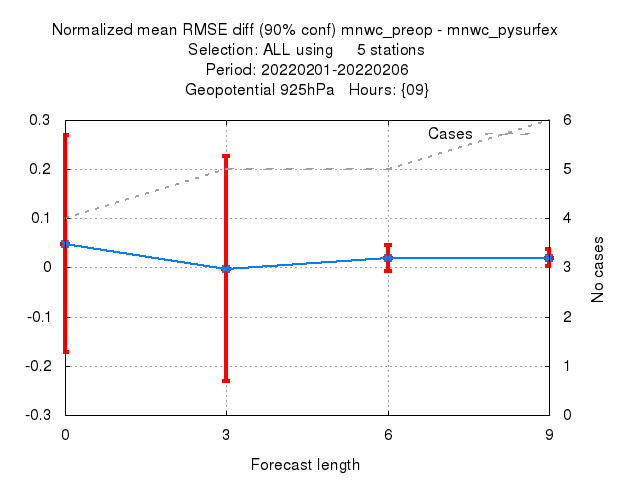 Normalized mean RMSE diff (90% conf) mnwc_preop - mnwc_pysurfex
Selection: ALL using     5 stations
Period: 20220201-20220206
Geopotential 925hPa   Hours: {09}
Cases
0.3
0.2
0.1
0
-0.1
-0.2
-0.3
6
5
4
3
2
1
0
No cases
0 3 6 9
Forecast length